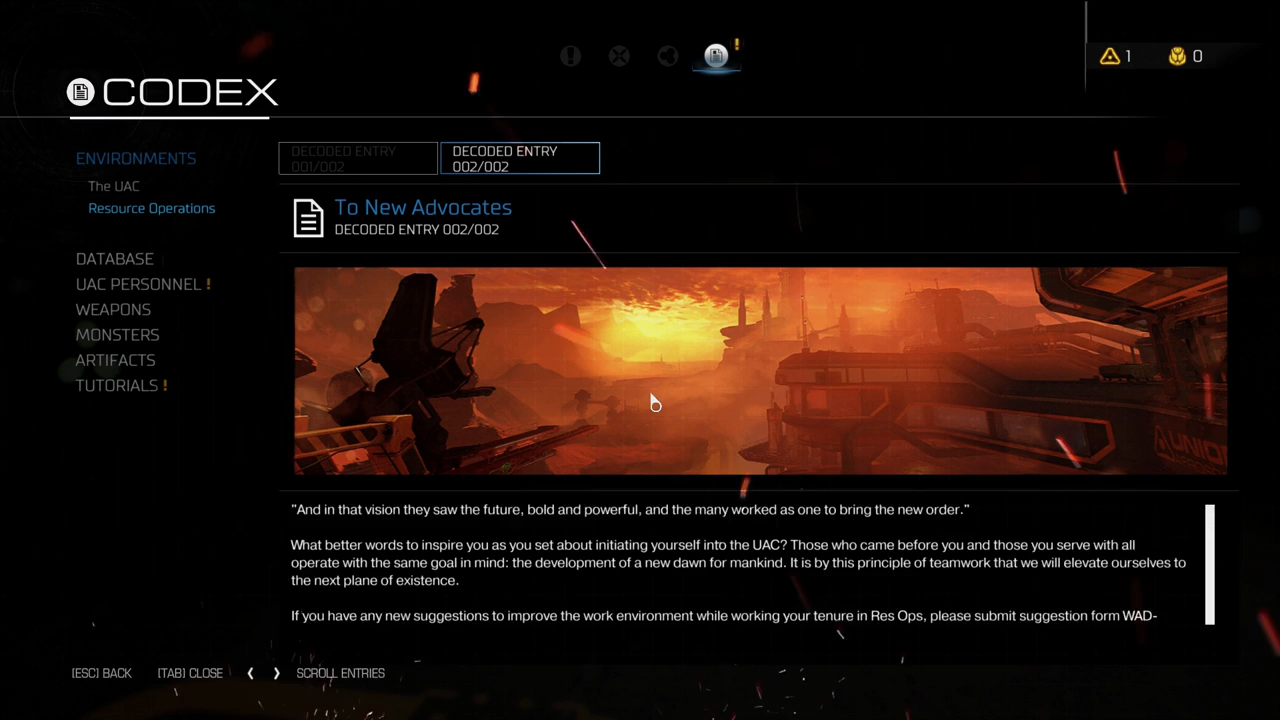 1
0
CODEX
ENVIRONMENTS
The UAC
Resource Operations
DATABASE
UAC PERSONNEL !
WEAPONS
MONSTERS
ARTIFACTS
TUTORIALS !
DECODED ENTRY
001/002
DECODED ENTRY
002/002
To New Advocates
DECODED ENTRY 002/002
UNION
"And in that vision they saw the future, bold and powerful, and the many worked as one to bring the new order."
What better words to inspire you as you set about initiating yourself into the UAC? Those who came before you and those you serve with all
operate with the same goal in mind: the development of a new dawn for mankind. It is by this principle of teamwork that we will elevate ourselves to
the next plane of existence.
If you have any new suggestions to improve the work environment while working your tenure in Res Ops, please submit suggestion form WAD-
[ESC] BACK
[TAB] CLOSE
SCROLL ENTRIES